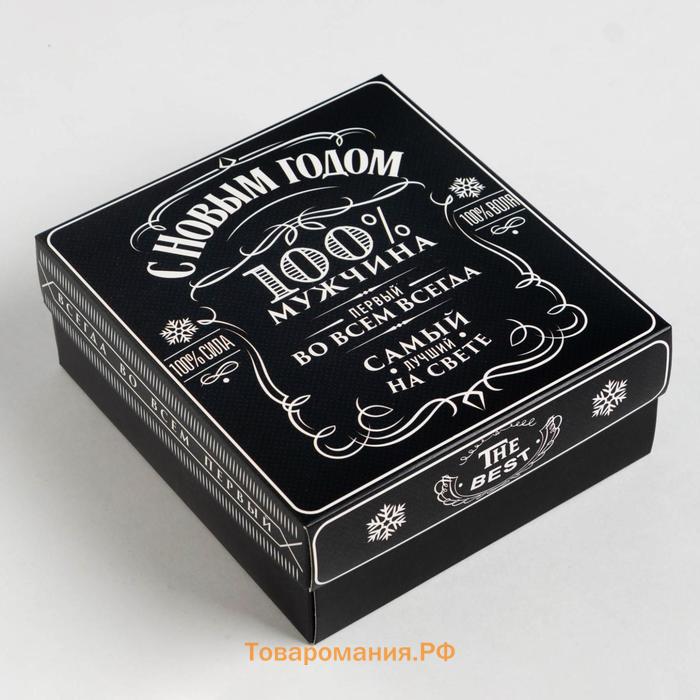 С НОВЫМ ГОДОМ
100%
МУЖЧИНА
ПЕРВЫЙ
ВО ВСЕМ ВСЕГДА
САМЫЙ
ЛУЧШИЙ
НА СВЕТЕ
100% ВОЛЯ
100% СИЛА
ВСЕГДА ВО ВСЕМ ПЕРВЫЙ
THE
BEST
Товаромания.РФ